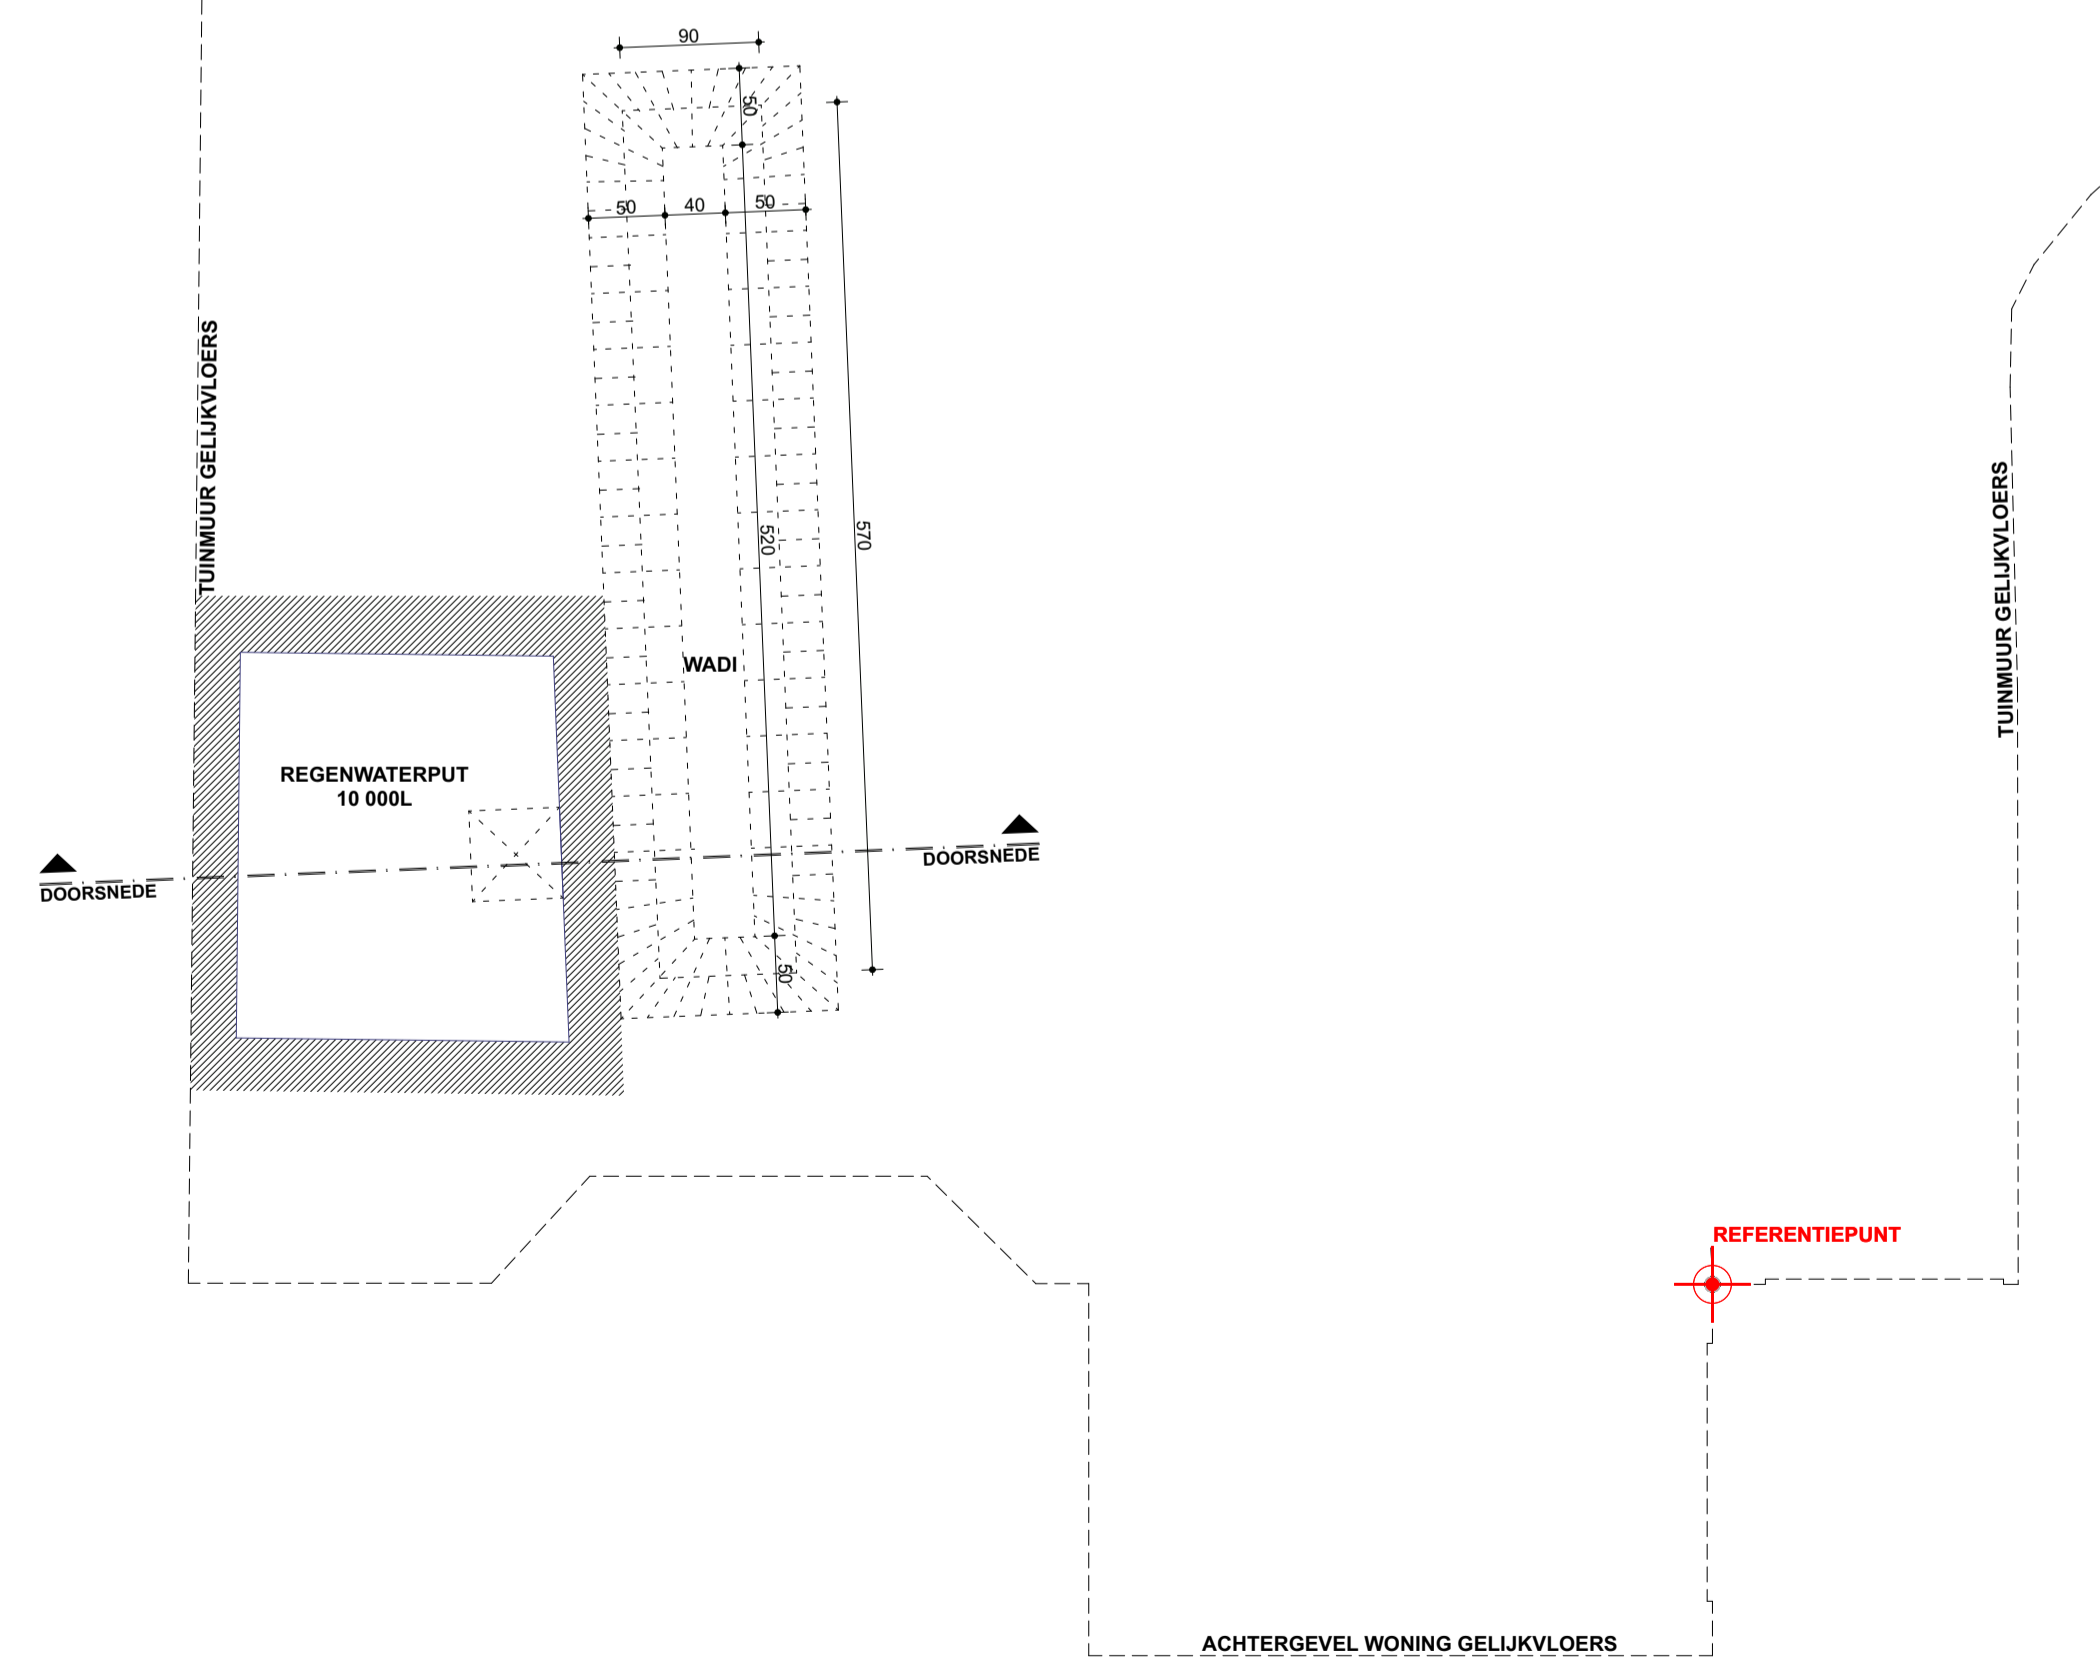 90
50
50 40 50
TUINMUUR GELIJKVLOERS
520
570
TUINMUUR GELIJKVLOERS
WADI
REGENWATERPUT
10 000L
DOORSNEDE
DOORSNEDE
50
REFERENTIEPUNT
ACHTERGEVEL WONING GELIJKVLOERS